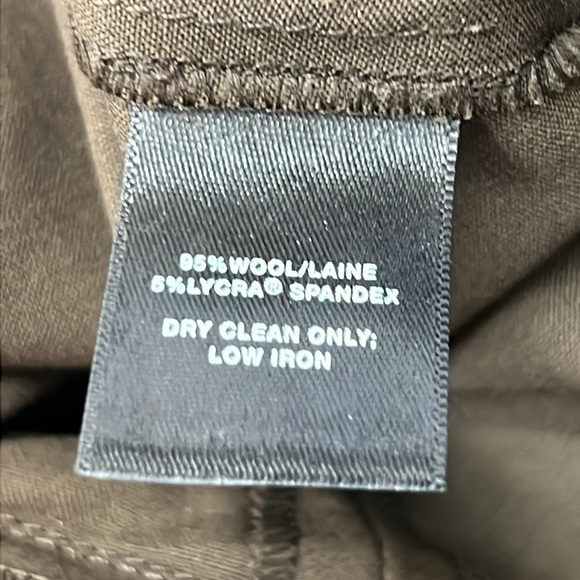 95% WOOL/LAINE
5% LYCRA® SPANDEX
DRY CLEAN ONLY;
LOW IRON